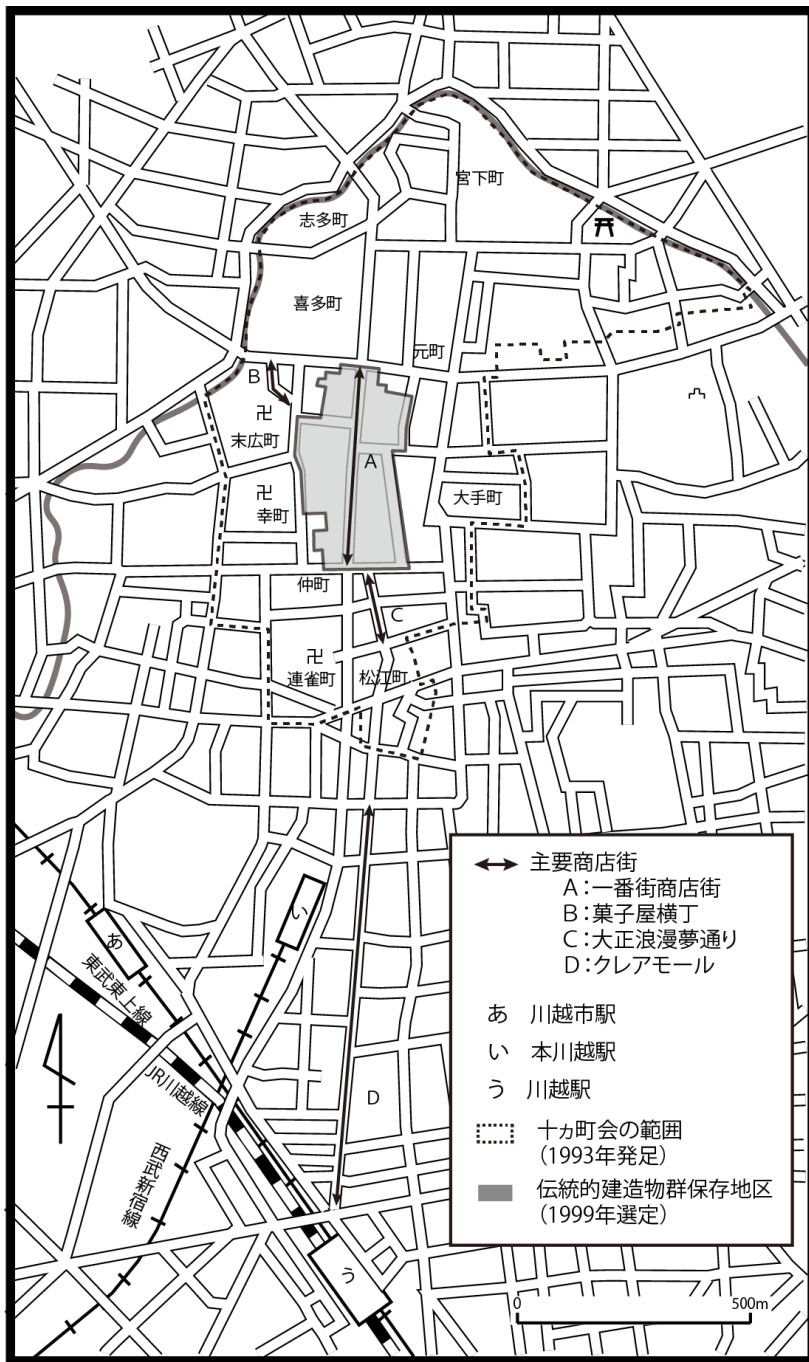 宮下町
志多町
喜多町
元町
B
末広町
A
大手町
幸町
仲町
C
連雀町
松江町
い
あ
東武東上線
JR川越線
西武新宿線
D
う
主要商店街
A:一番街商店街
B:菓子屋横丁
C:大正浪漫夢通り
D:クレアモール
あ 川越市駅
い 本川越駅
う 川越駅
十ヵ町会の範囲
(1993年発足)
伝統的建造物群保存地区
(1999年選定)
0 500m